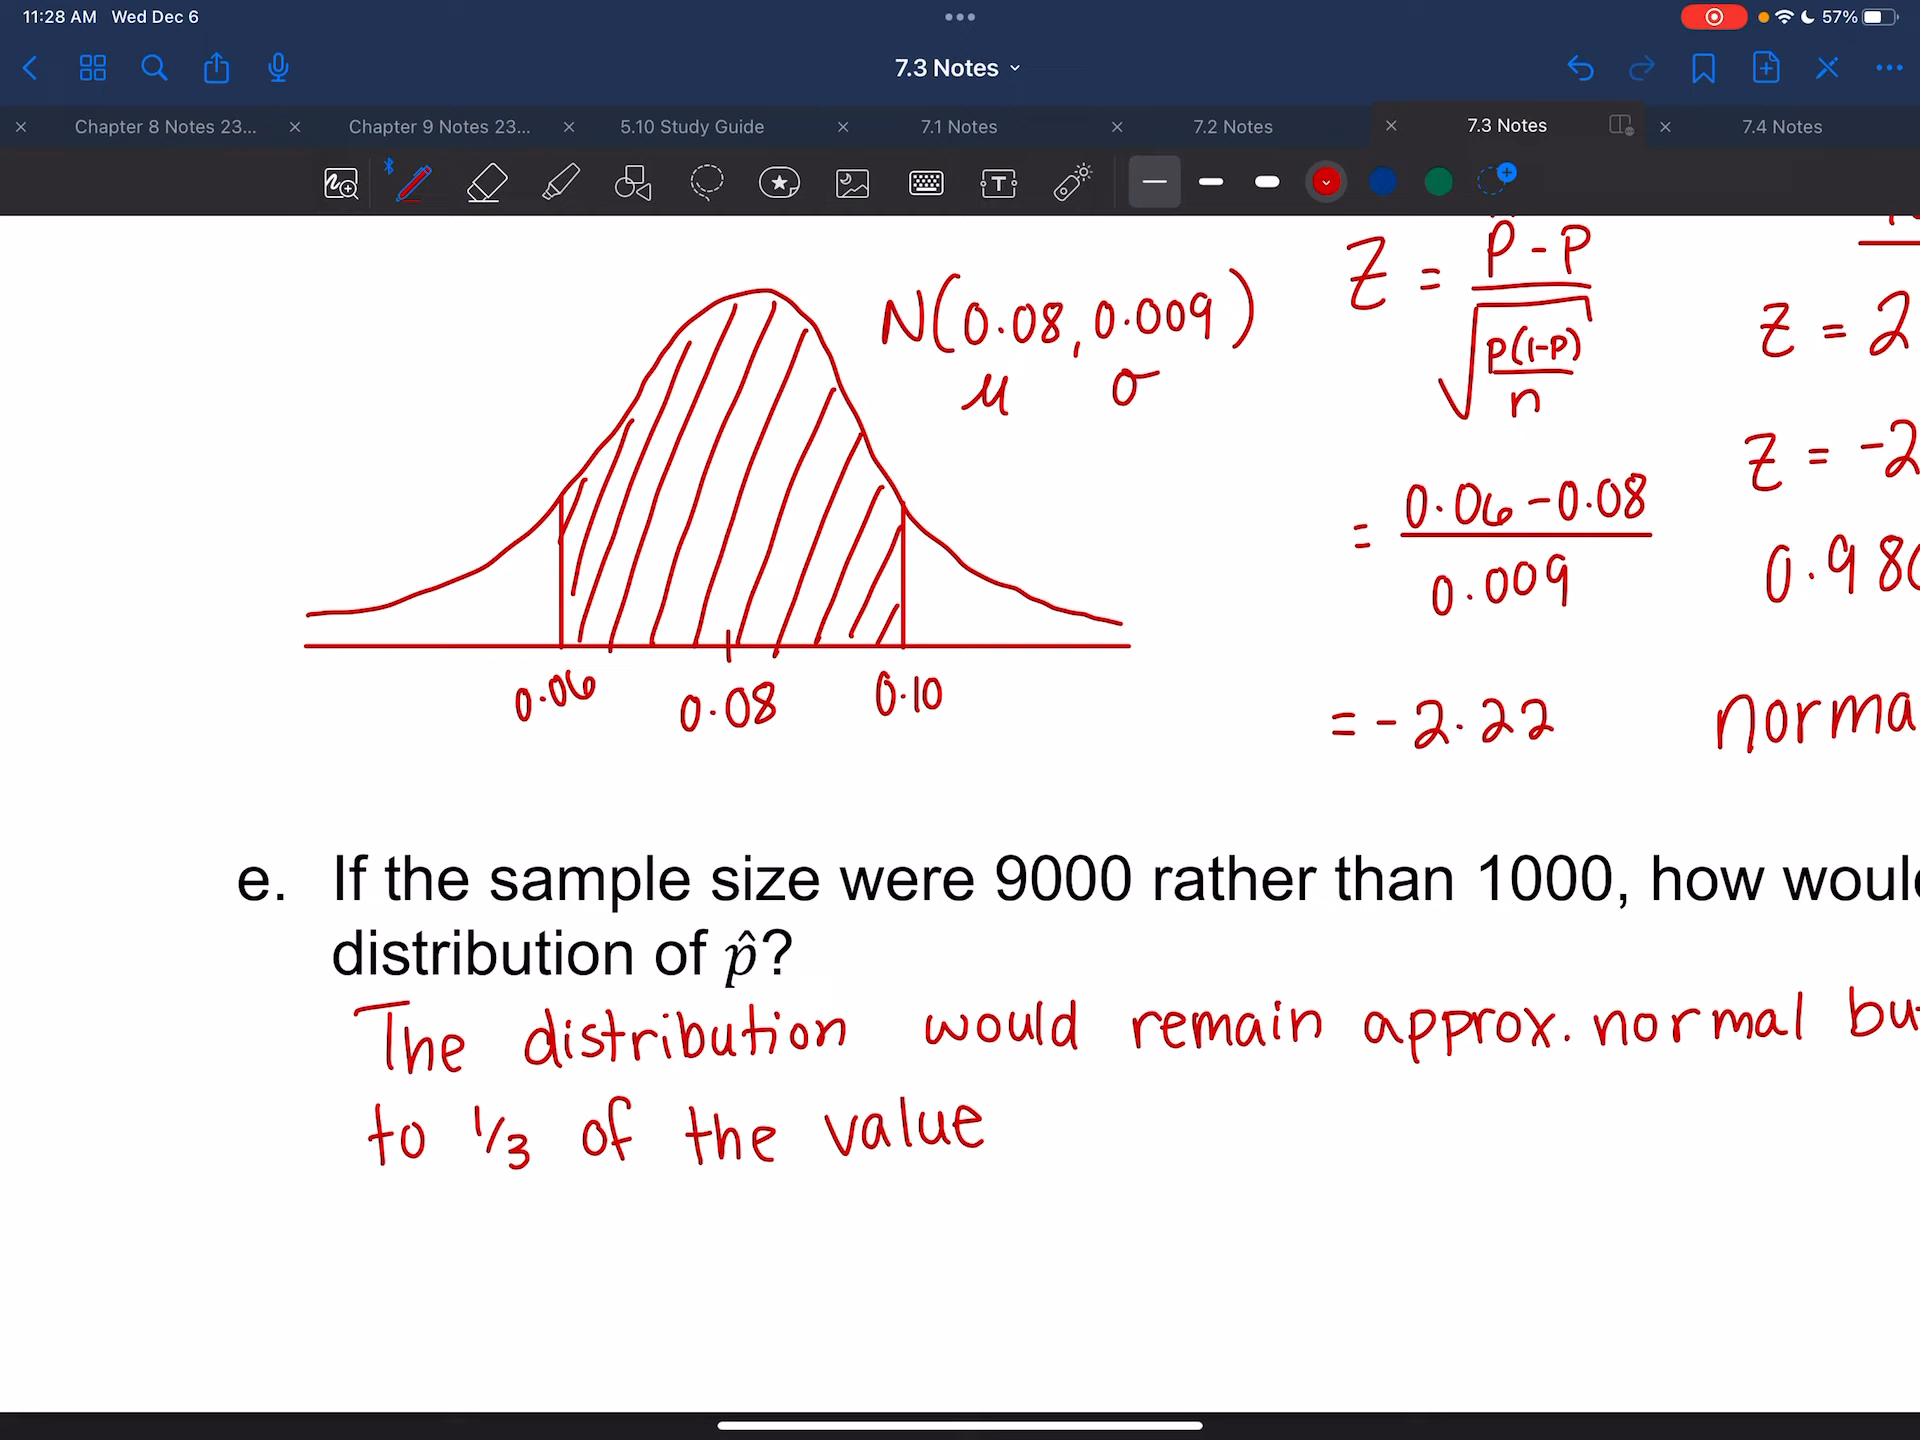 11:28 AM Wed Dec 6
57%
7.3 Notes
Chapter 8 Notes 23...
Chapter 9 Notes 23...
5.10 Study Guide
7.1 Notes
7.2 Notes
7.3 Notes
7.4 Notes
N(0.08, 0.009)
μ σ
0.06 0.08 0.10
Z = p̂ - p
√ p(1-p)
n
= 0.06 - 0.08
0.009
= -2.22
Z = 2
Z = -2
0.98
norma
e. If the sample size were 9000 rather than 1000, how woul
distribution of p̂?
The distribution would remain approx. normal bu
to 1/3 of the value